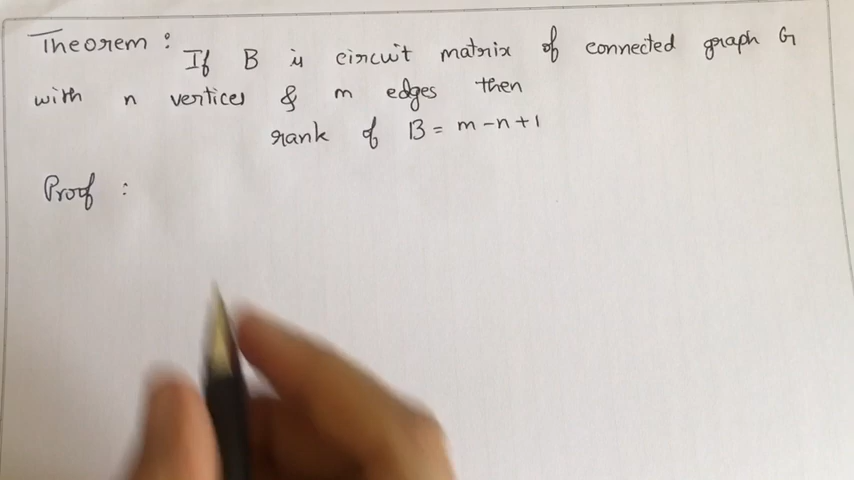 Theorem :
If B is circuit matrix of connected graph G
with n vertices & m edges then
rank of B = m - n + 1
Proof :